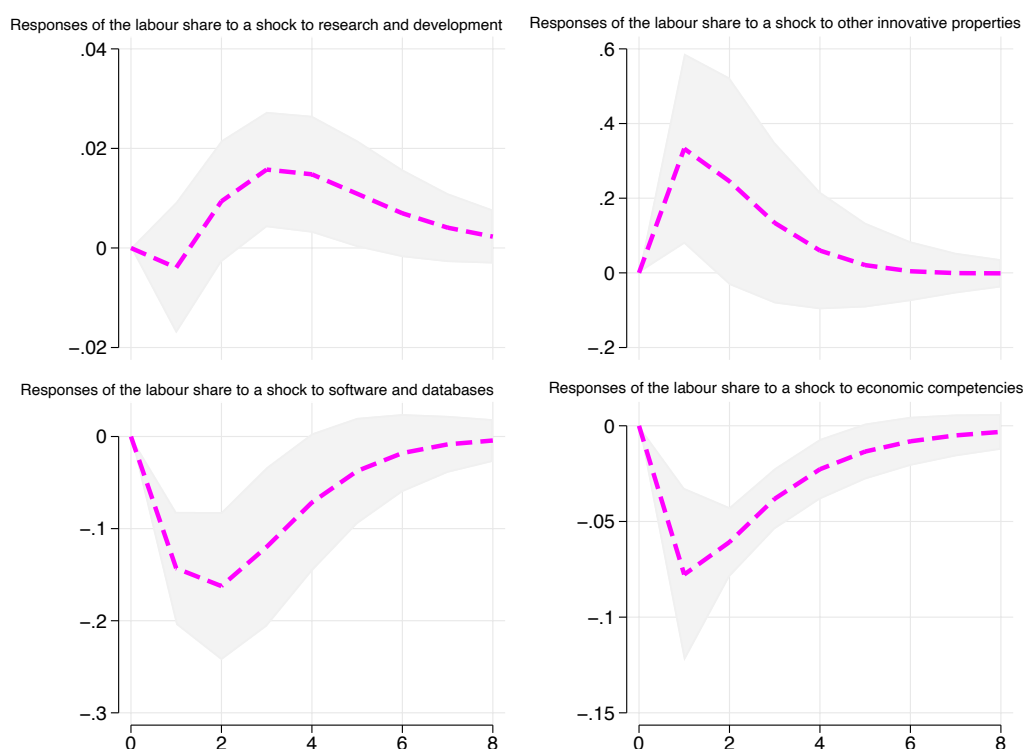 Responses of the labour share to a shock to research and development
.04
.02
0
-.02
Responses of the labour share to a shock to other innovative properties
.6
.4
.2
0
-.2
Responses of the labour share to a shock to software and databases
0
-.1
-.2
-.3
0 2 4 6 8
Responses of the labour share to a shock to economic competencies
0
-.05
-.1
-.15
0 2 4 6 8